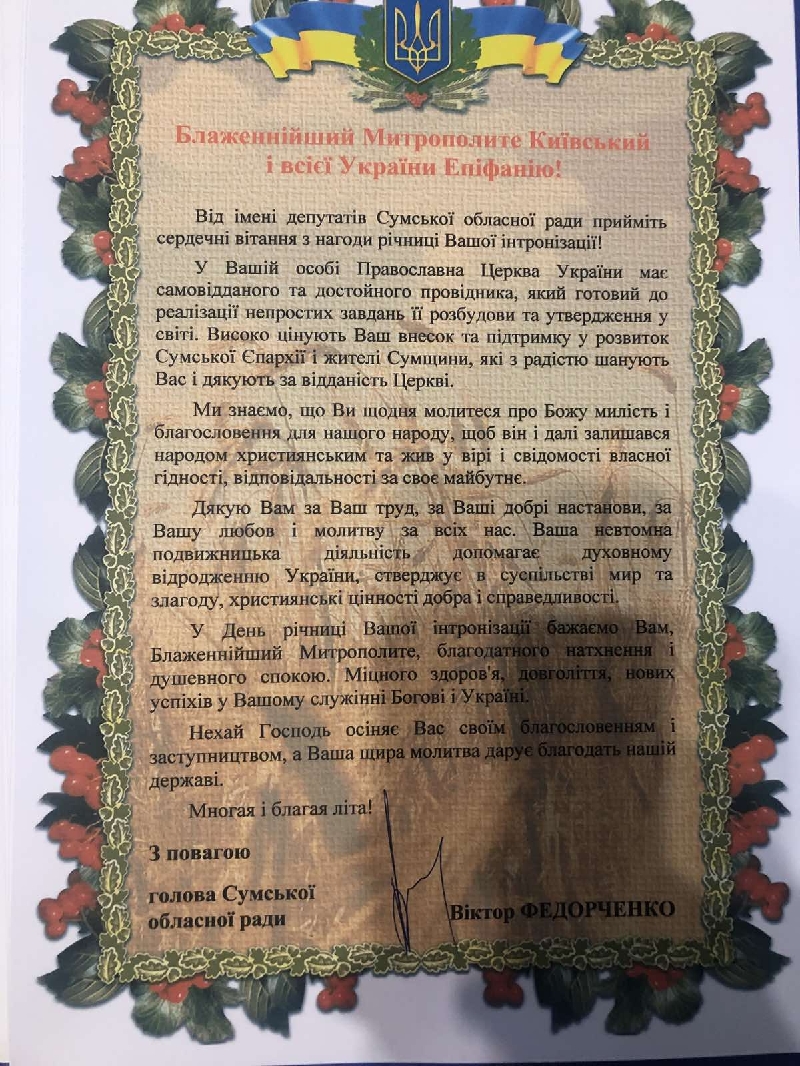 Блаженнійший Митрополите Київський
і всієї України Епіфанію!
Від імені депутатів Сумської обласної ради прийміть
сердечні вітання з нагоди річниці Вашої інтронізації!
У Вашій особі Православна Церква України має
самовідданого та достойного провідника, який готовий до
реалізації непростих завдань її розбудови та утвердження у
світі. Високо цінують Ваш внесок та підтримку у розвиток
Сумської Єпархії і жителі Сумщини, які з радістю шанують
Вас і дякують за відданість Церкві.
Ми знаємо, що Ви щодня молитеся про Божу милість і
благословення для нашого народу, щоб він і далі залишався
народом християнським та жив у вірі і свідомості власної
гідності, відповідальності за своє майбутнє.
Дякую Вам за Ваш труд, за Ваші добрі настанови, за
Вашу любов і молитву за всіх нас. Ваша невтомна
подвижницька діяльність допомагає духовному
відродженню України, стверджує в суспільстві мир та
злагоду, християнські цінності добра і справедливості.
У День річниці Вашої інтронізації бажаємо Вам,
Блаженнійший Митрополите, благодатного натхнення і
душевного спокою. Міцного здоров'я, довголіття, нових
успіхів у Вашому служінні Богові і Україні.
Нехай Господь осіняє Вас своїм благословенням і
заступництвом, а Ваша щира молитва дарує благодать нашій
державі.
Многая і благая літа!
З повагою
голова Сумської
обласної ради Віктор ФЕДОРЧЕНКО